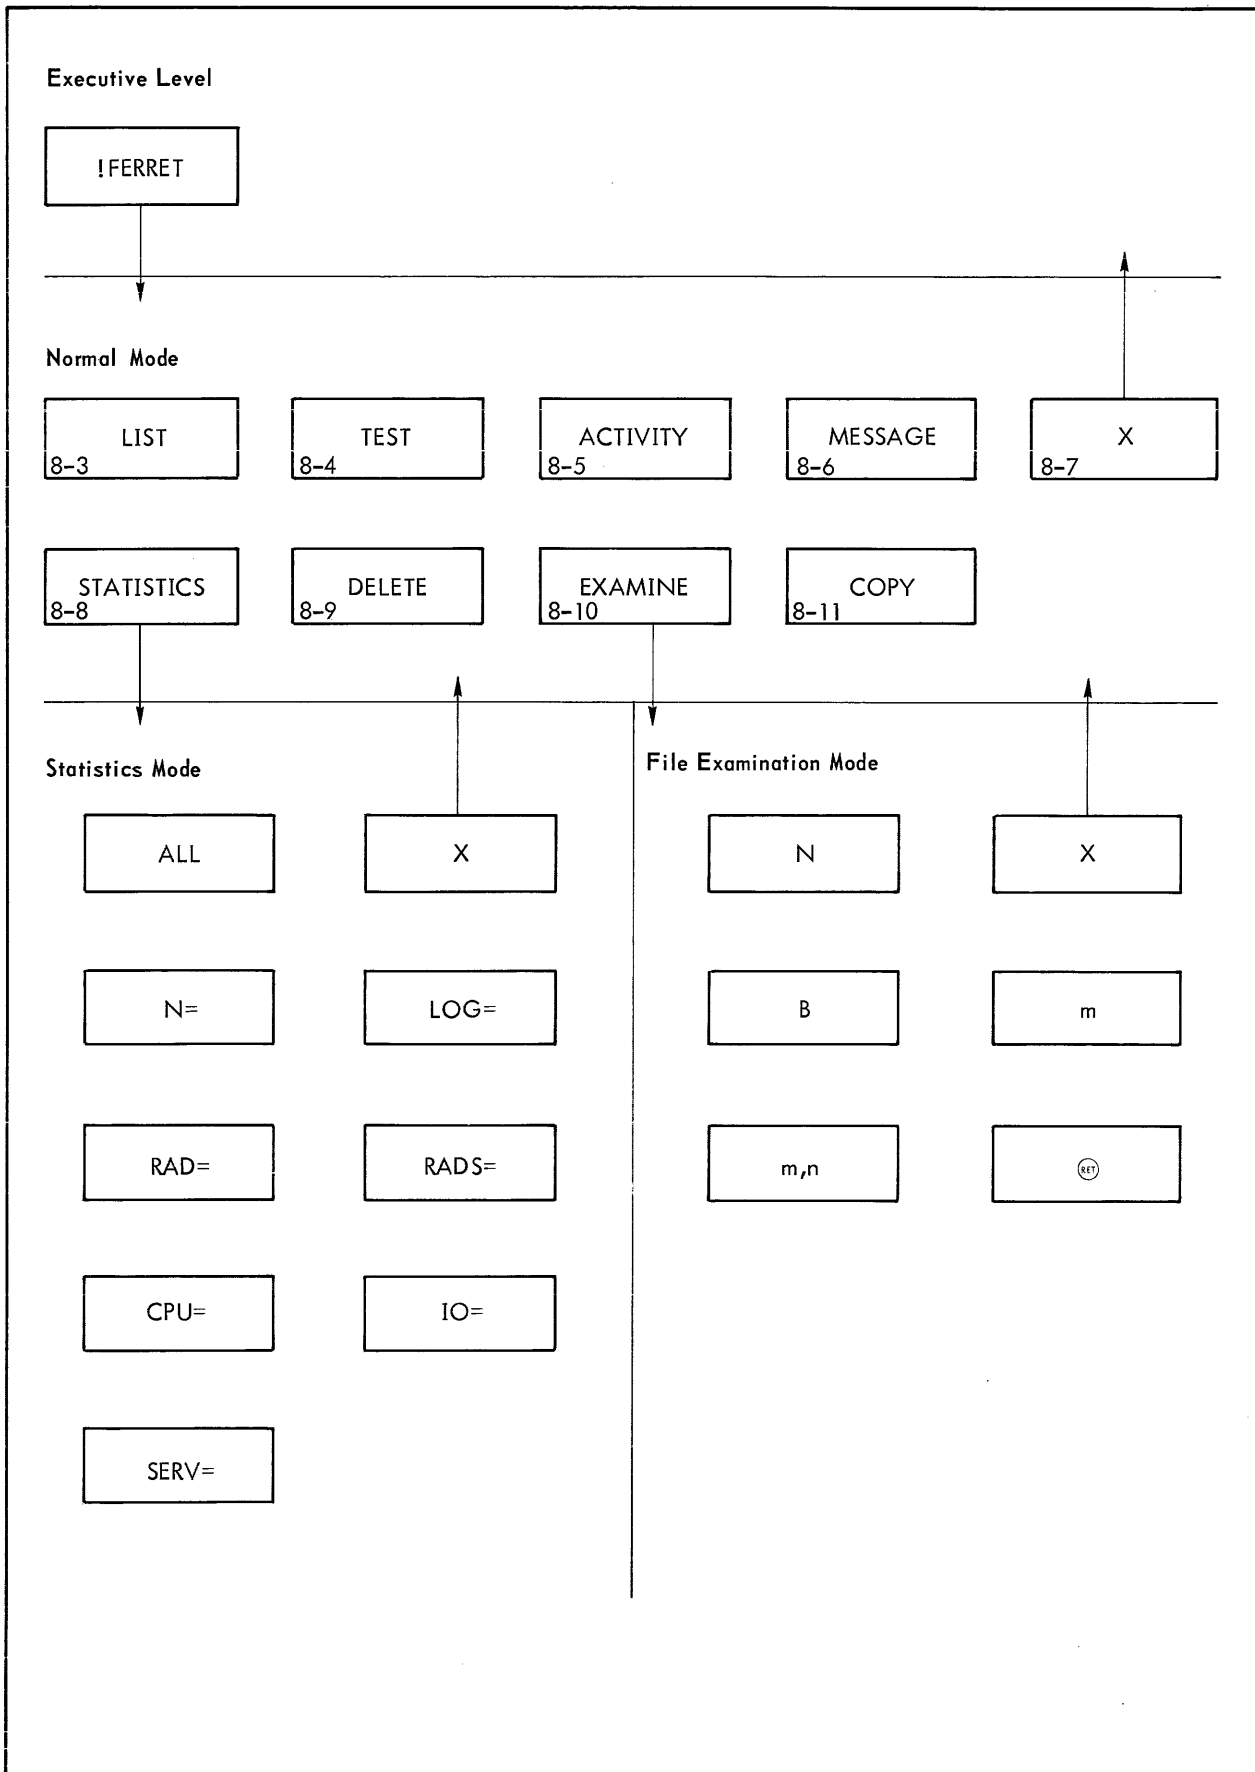 Executive Level
!FERRET
Normal Mode
LIST
8-3
TEST
8-4
ACTIVITY
8-5
MESSAGE
8-6
X
8-7
STATISTICS
8-8
DELETE
8-9
EXAMINE
8-10
COPY
8-11
Statistics Mode
ALL
X
N=
LOG=
RAD=
RADS=
CPU=
IO=
SERV=
File Examination Mode
N
X
B
m
m,n
RET